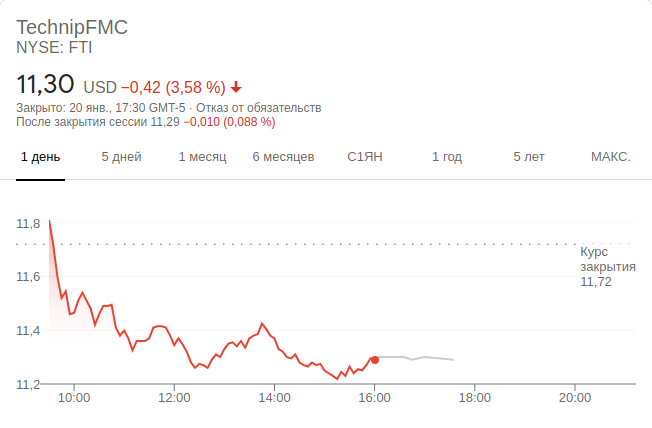 TechnipFMC
NYSE: FTI
11,30 USD −0,42 (3,58 %)
Закрыто: 20 янв., 17:30 GMT-5 · Отказ от обязательств
После закрытия сессии 11,29 −0,010 (0,088 %)
1 день 5 дней 1 месяц 6 месяцев С1ЯН 1 год 5 лет МАКС.
11,8
Курс
закрытия
11,6
11,72
11,4
11,2
10:00 12:00 14:00 16:00 18:00 20:00